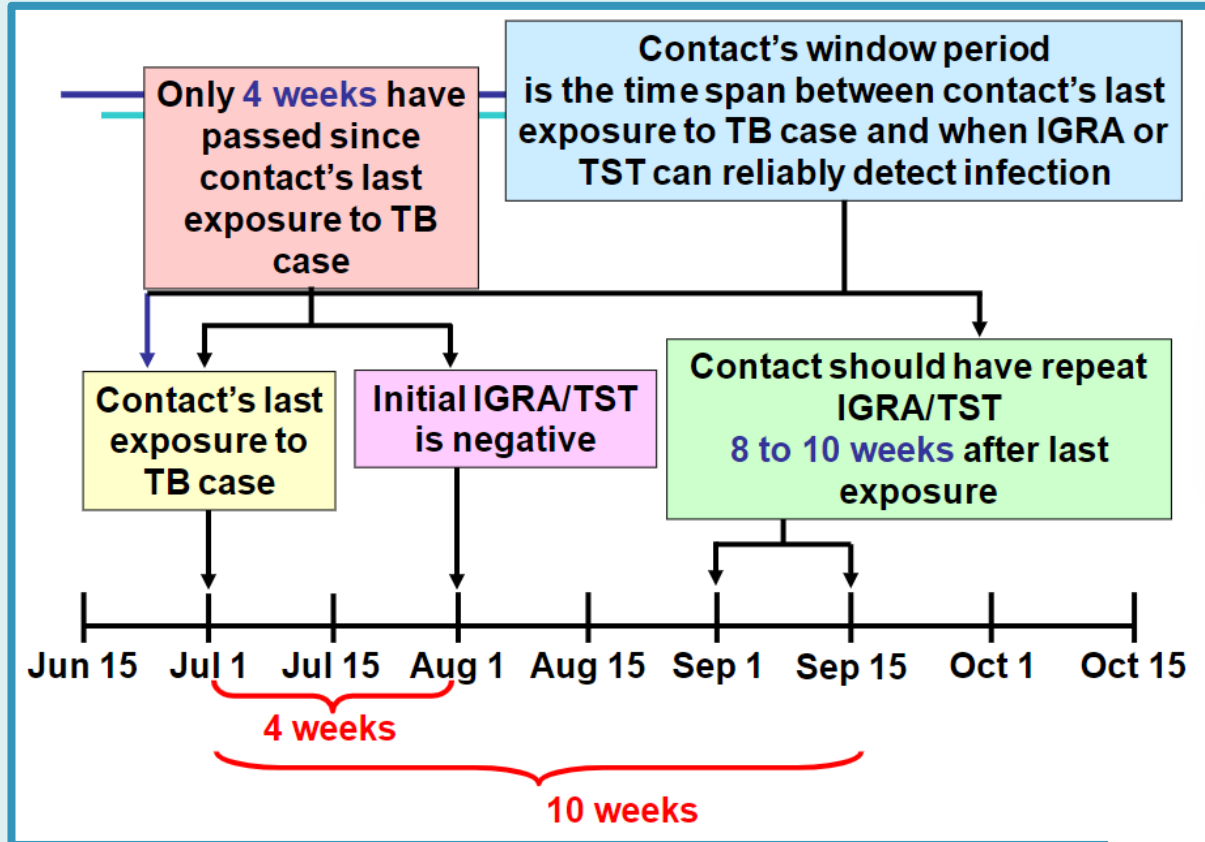 Only 4 weeks have
passed since
contact's last
exposure to TB
case
Contact's window period
is the time span between contact's last
exposure to TB case and when IGRA or
TST can reliably detect infection
Contact's last
exposure to
TB case
Initial IGRA/TST
is negative
Contact should have repeat
IGRA/TST
8 to 10 weeks after last
exposure
Jun 15 Jul 1 Jul 15 Aug 1 Aug 15 Sep 1 Sep 15 Oct 1 Oct 15
4 weeks
10 weeks